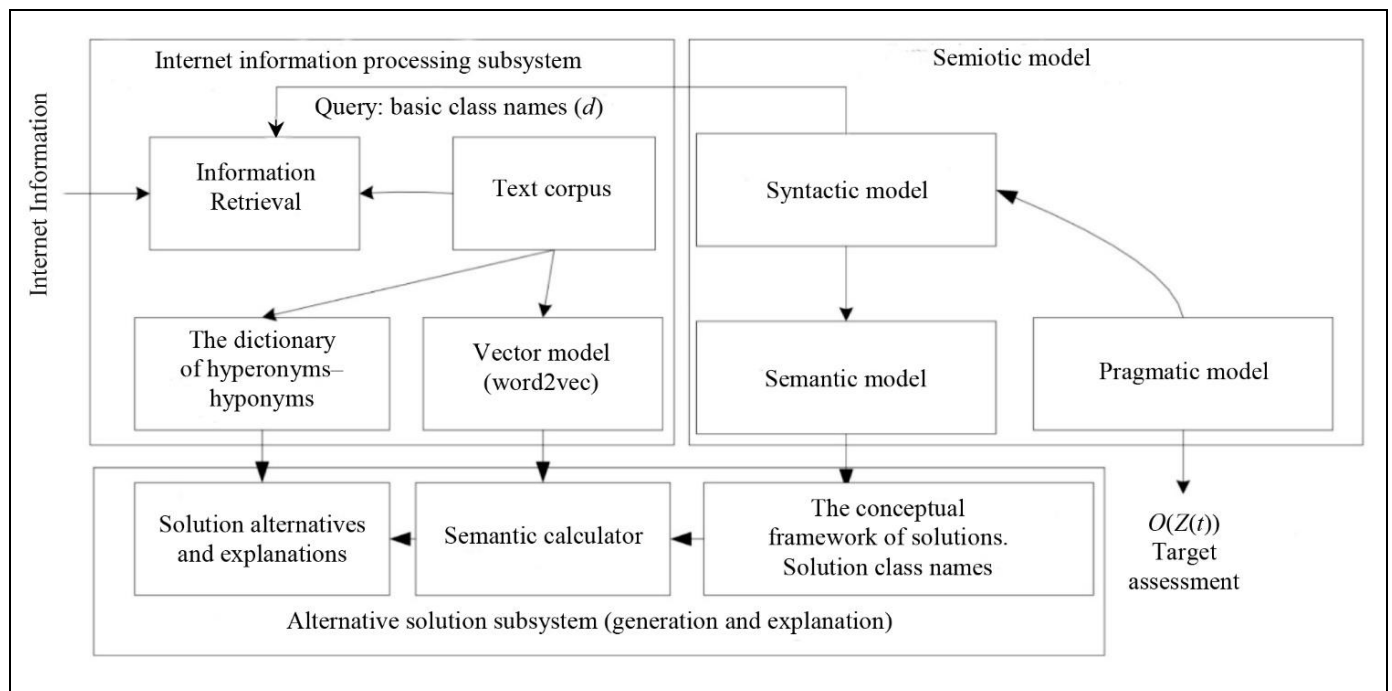 Internet information processing subsystem
Semiotic model
Query: basic class names (d)
Internet Information
Information
Retrieval
Text corpus
Syntactic model
The dictionary
of hyperonyms–
hyponyms
Vector model
(word2vec)
Semantic model
Pragmatic model
Solution alternatives
and explanations
Semantic calculator
The conceptual
framework of solutions.
Solution class names
O(Z(t))
Target
assessment
Alternative solution subsystem (generation and explanation)